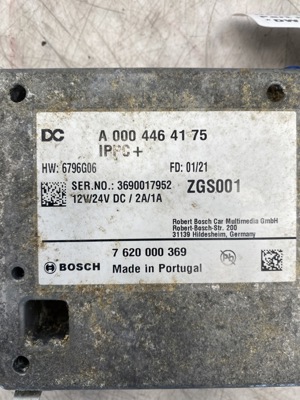 DC A 000 446 41 75
IPPC+
HW: 6796G06 FD: 01/21
SER.NO.: 3690017952 ZGS001
12V/24V DC / 2A/1A
Robert Bosch Car Multimedia GmbH
Robert-Bosch-Str. 200
31139 Hildesheim, Germany
7 620 000 369
BOSCH Made in Portugal
Pb